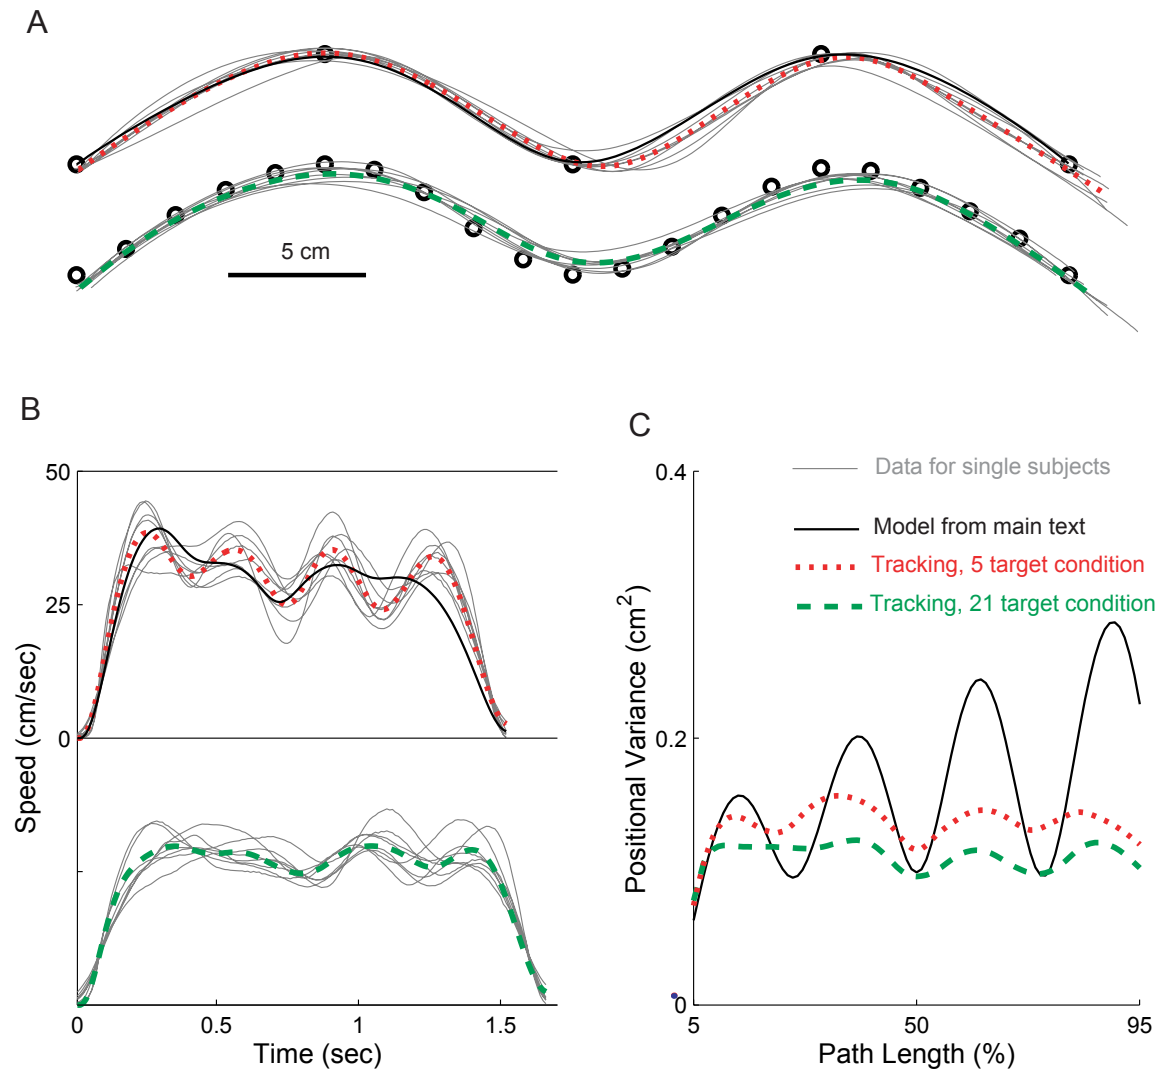 A
5 cm
B
50
25
0
Speed (cm/sec)
0
0.5
1
1.5
Time (sec)
C
0.4
Data for single subjects
Model from main text
Tracking, 5 target condition
Tracking, 21 target condition
0.2
0
Positional Variance (cm²)
5
50
95
Path Length (%)